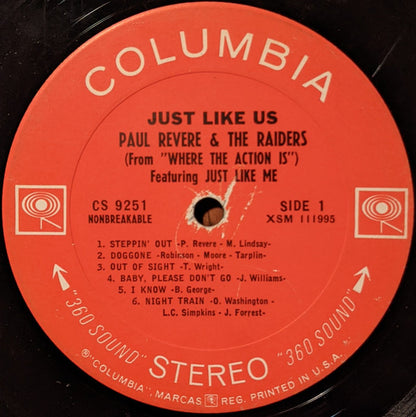 COLUMBIA
JUST LIKE US
PAUL REVERE & THE RAIDERS
(From "WHERE THE ACTION IS")
Featuring JUST LIKE ME
CS 9251
NONBREAKABLE
SIDE 1
XSM 111995
1. STEPPIN' OUT -P. Revere - M. Lindsay-
2. DOGGONE -Robinson - Moore - Tarplin-
3. OUT OF SIGHT -T. Wright-
4. BABY, PLEASE DON'T GO -J. Williams-
5. I KNOW -B. George-
6. NIGHT TRAIN -O. Washington -
L.C. Simpkins - J. Forrest-
"360 SOUND" STEREO "360 SOUND"
℗"COLUMBIA", MARCAS REG. PRINTED IN U.S.A.